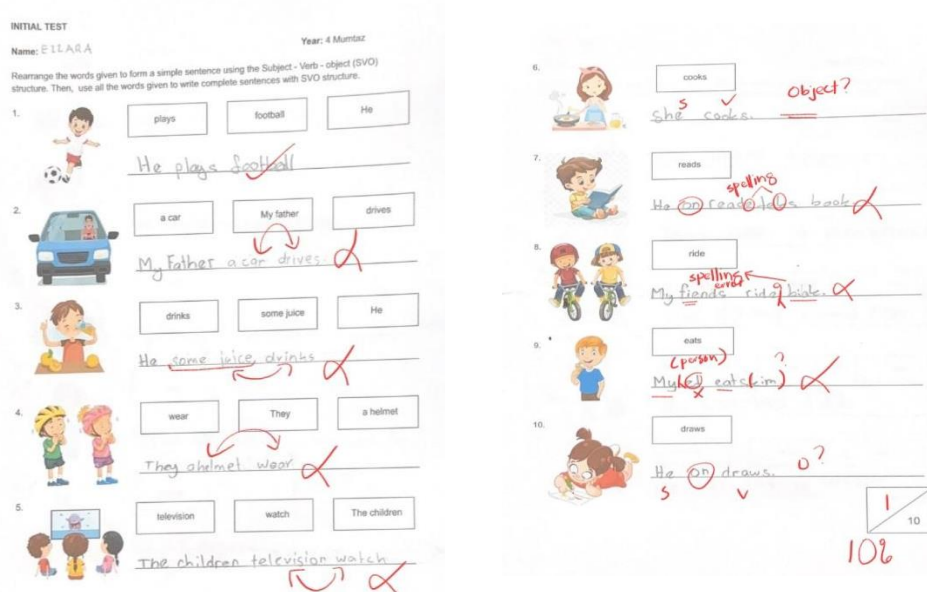 INITIAL TEST
Name: EZZARA
Year: 4 Mumtaz
Rearrange the words given to form a simple sentence using the Subject - Verb - object (SVO)
structure. Then, use all the words given to write complete sentences with SVO structure.
1.
plays football He
He plays football
2.
a car My father drives
My Father a car drives.
3.
drinks some juice He
He some juice drinks
4.
wear They a helmet
They ahelmet wear
5.
television watch The children
The children television watch
6.
cooks
object?
S V
She cooks.
7.
reads
spelling
He on reads book
8.
ride
spelling error
My fiends ride
9.
eats
(person)
?
My eats
10.
draws
O?
He on draws.
S V
1
10
10%